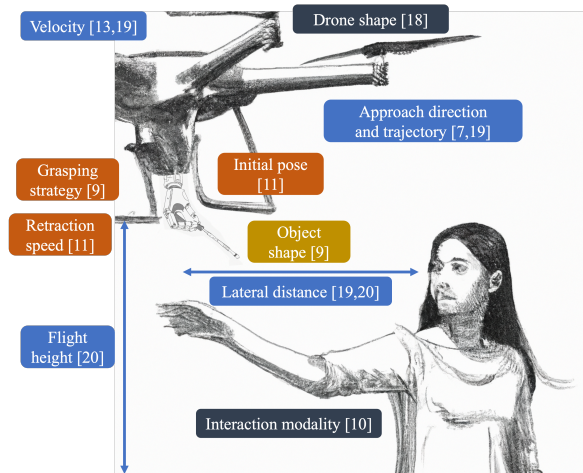 Velocity [13,19]
Drone shape [18]
Approach direction
and trajectory [7,19]
Grasping
strategy [9]
Initial pose
[11]
Retraction
speed [11]
Object
shape [9]
Lateral distance [19,20]
Flight
height [20]
Interaction modality [10]